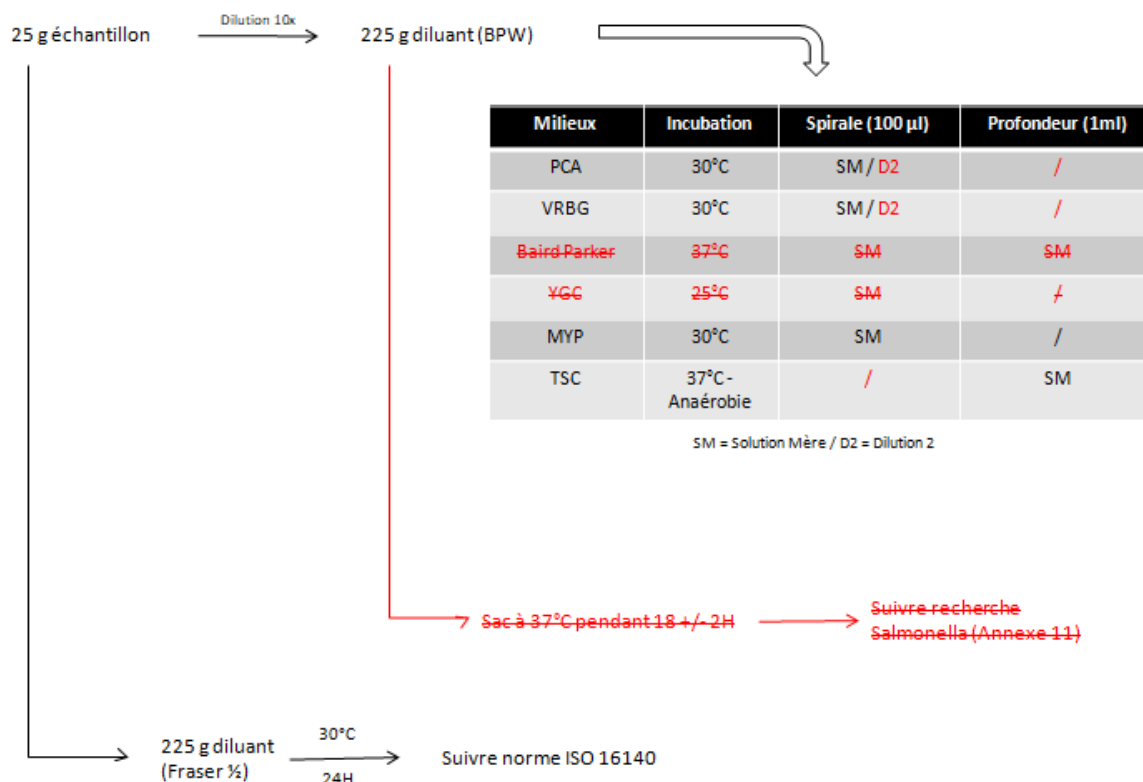 Dilution 10x
25 g échantillon
225 g diluant (BPW)
Milieux Incubation Spirale (100 µl) Profondeur (1ml)
PCA 30°C SM / D2 /
VRBG 30°C SM / D2 /
Baird Parker 37°C SM SM
YGC 25°C SM /
MYP 30°C SM /
TSC 37°C - / SM
Anaérobie
SM = Solution Mère / D2 = Dilution 2
Sac à 37°C pendant 18 +/- 2H
Suivre recherche
Salmonella (Annexe 11)
225 g diluant
(Fraser ½)
30°C
24H
Suivre norme ISO 16140